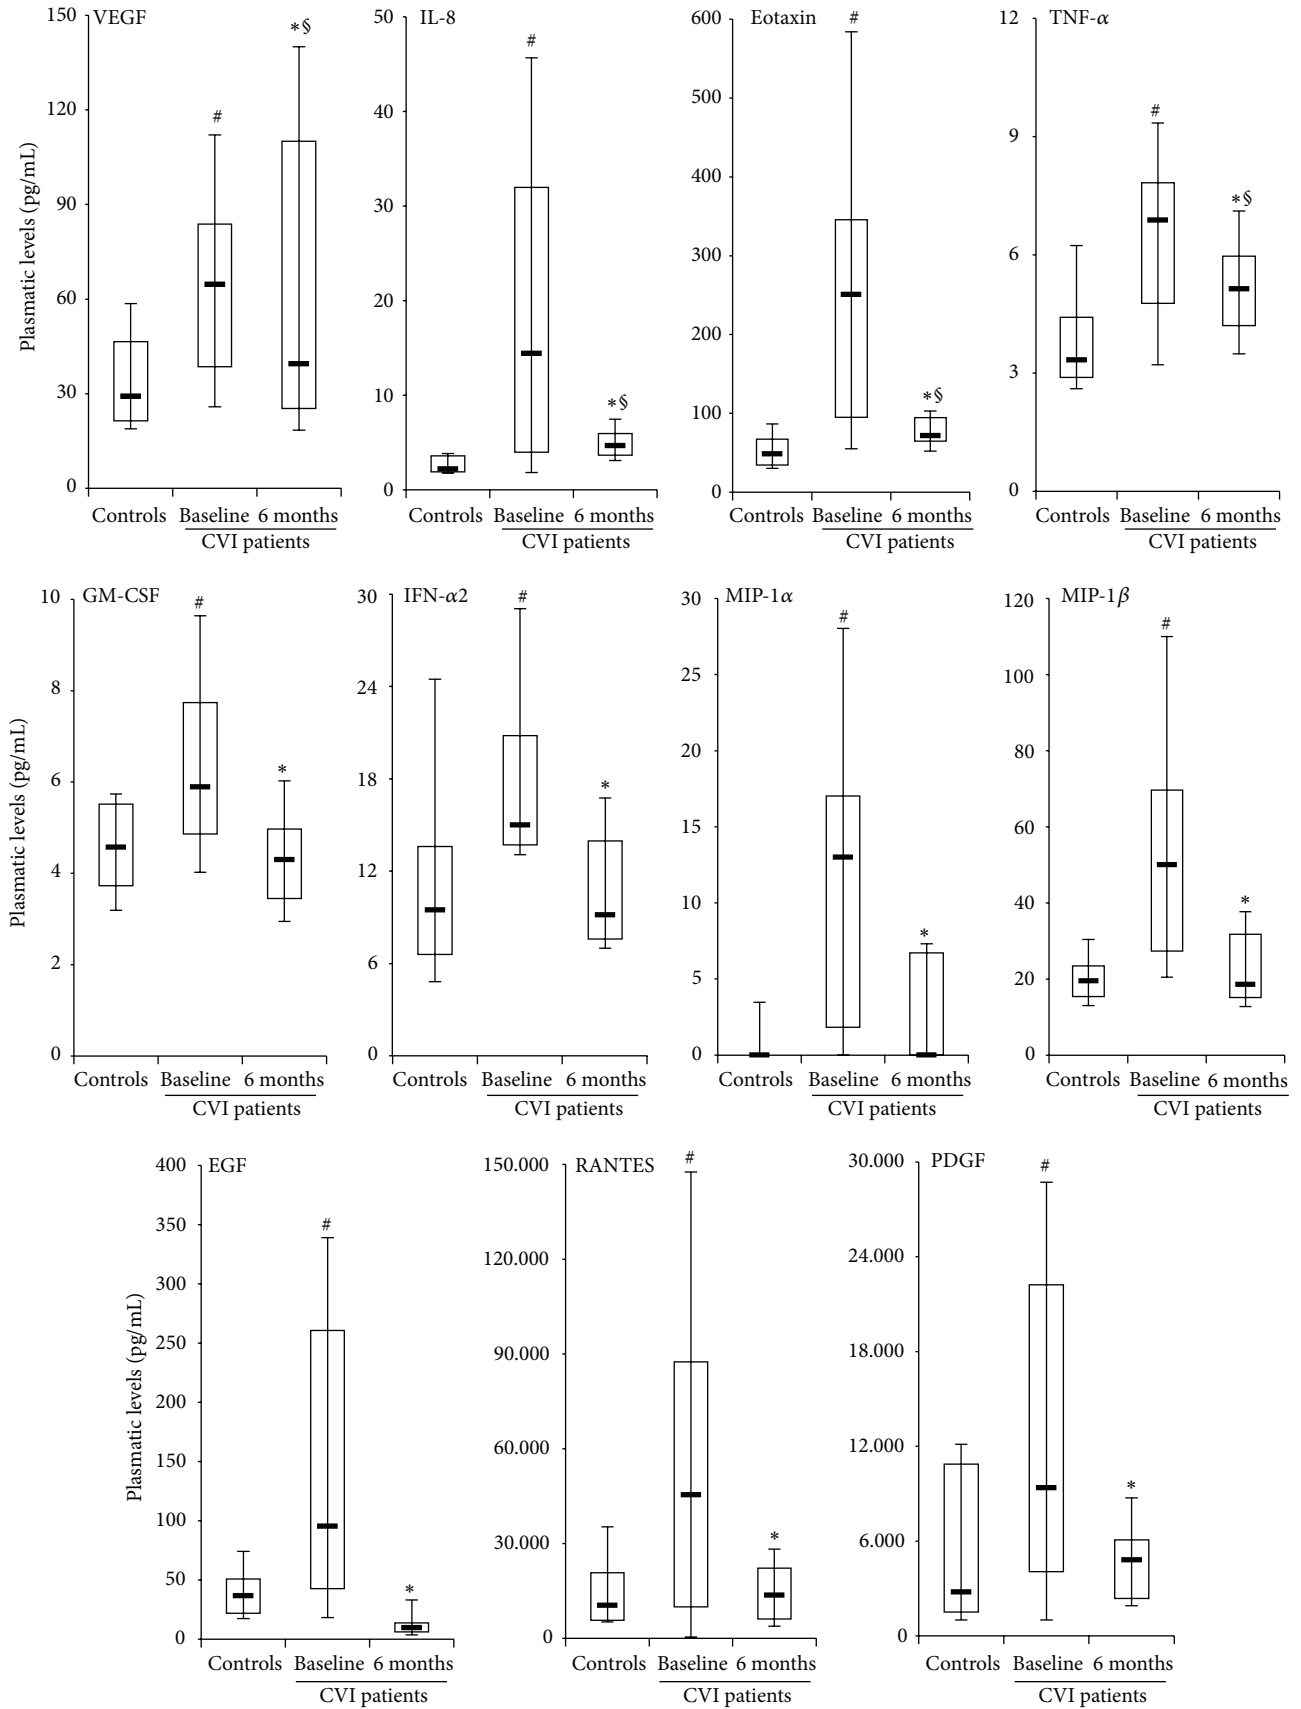 VEGF
150
120
90
60
30
0
Plasmatic levels (pg/mL)
#
*§
Controls Baseline 6 months
CVI patients
IL-8
50
40
30
20
10
0
#
*§
Controls Baseline 6 months
CVI patients
Eotaxin
600
500
400
300
200
100
0
#
*§
Controls Baseline 6 months
CVI patients
TNF-α
12
9
6
3
0
#
*§
Controls Baseline 6 months
CVI patients
GM-CSF
10
8
6
4
2
0
Plasmatic levels (pg/mL)
#
*
Controls Baseline 6 months
CVI patients
IFN-α2
30
24
18
12
6
0
#
*
Controls Baseline 6 months
CVI patients
MIP-1α
30
25
20
15
10
5
0
#
*
Controls Baseline 6 months
CVI patients
MIP-1β
120
100
80
60
40
20
0
#
*
Controls Baseline 6 months
CVI patients
EGF
400
350
300
250
200
150
100
50
0
Plasmatic levels (pg/mL)
#
*
Controls Baseline 6 months
CVI patients
RANTES
150.000
120.000
90.000
60.000
30.000
0
#
*
Controls Baseline 6 months
CVI patients
PDGF
30.000
24.000
18.000
12.000
6.000
0
#
*
Controls Baseline 6 months
CVI patients